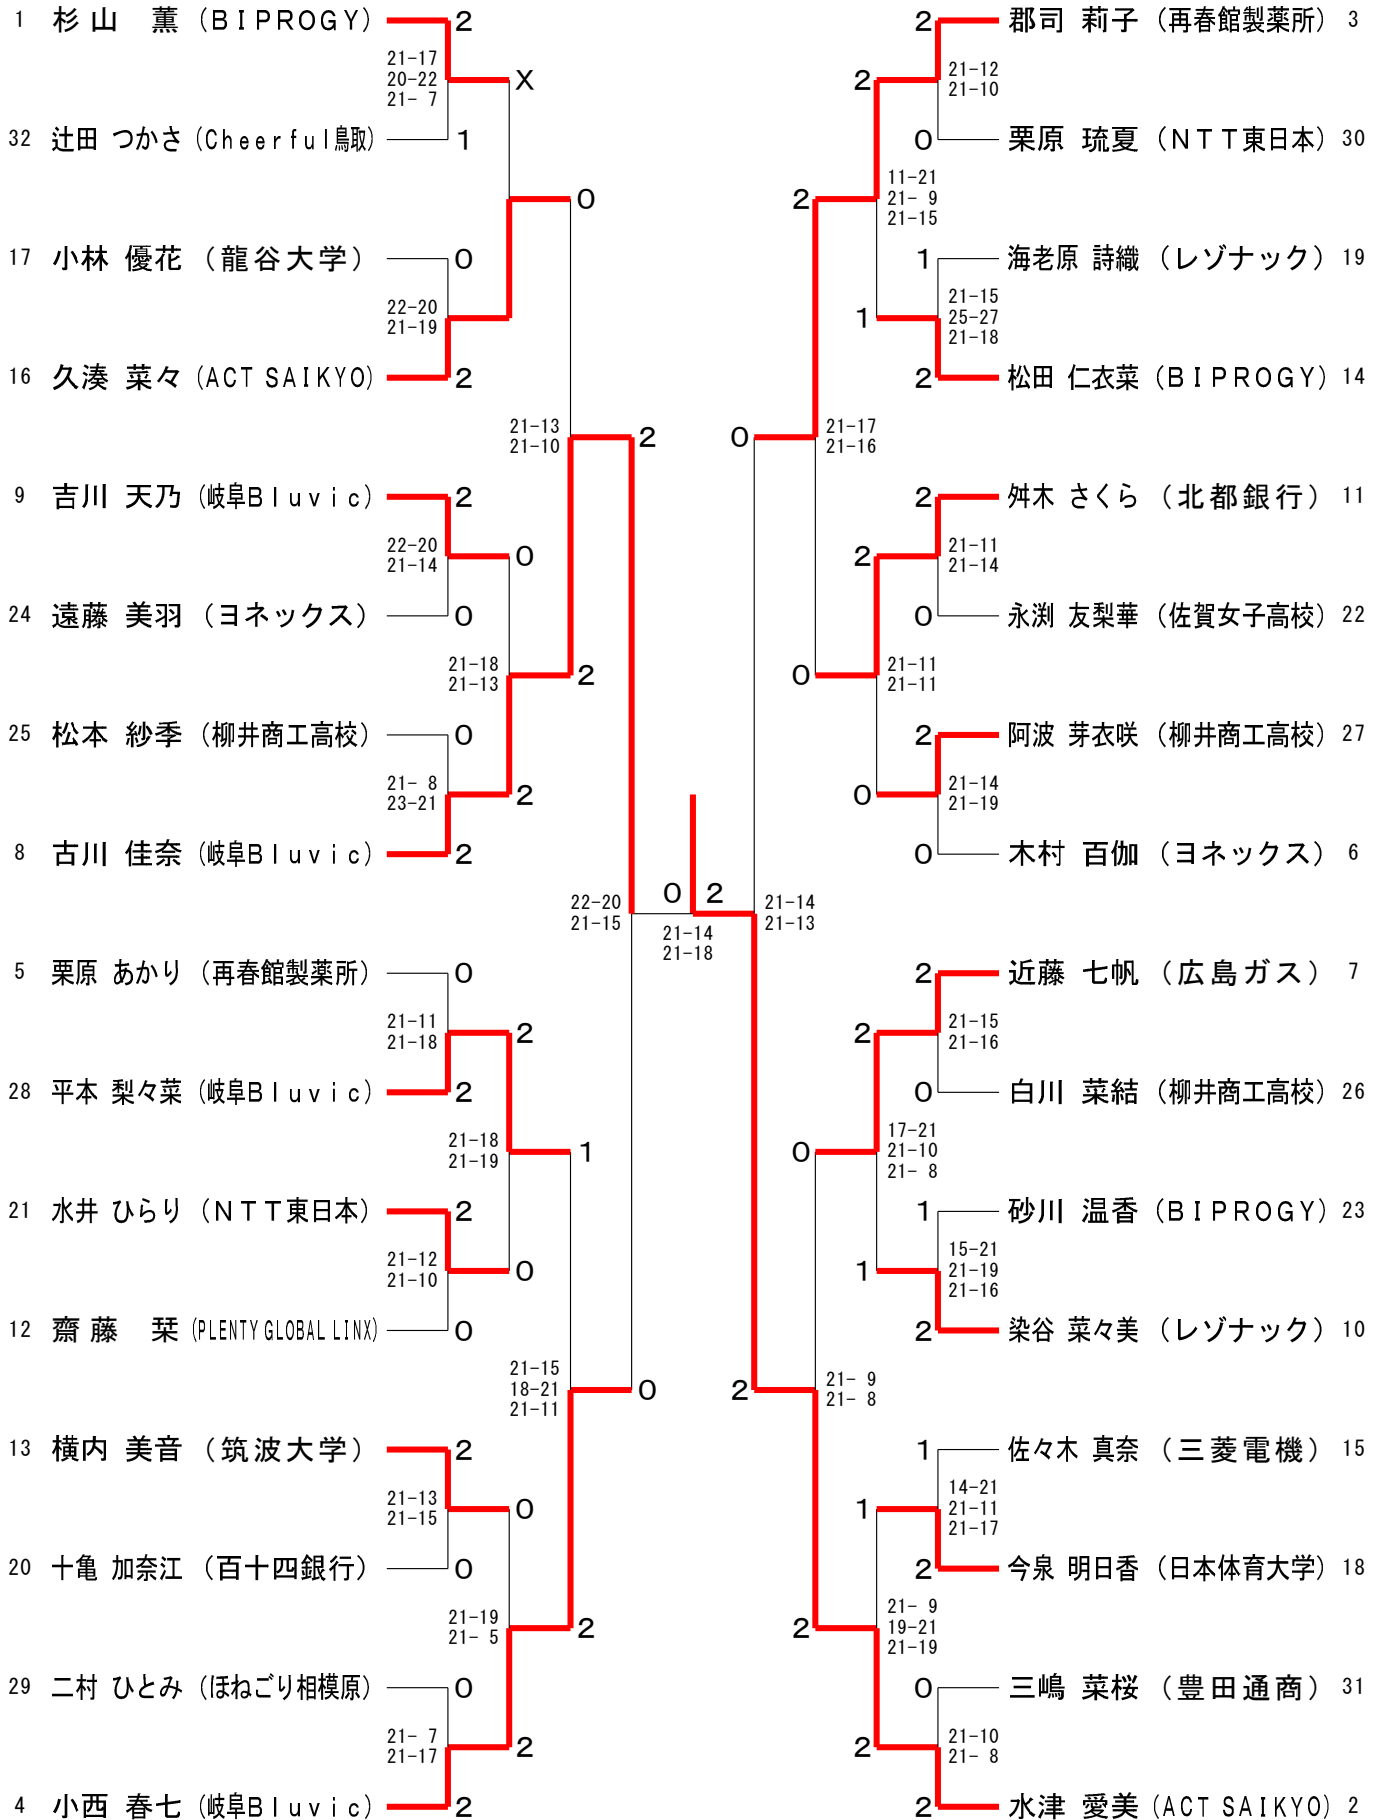 1 杉山 薫 (BIPROGY) 2
21-17
20-22
21- 7
X
32 辻田 つかさ (Cheerful鳥取) 1
0
17 小林 優花 (龍谷大学) 0
22-20
21-19
16 久湊 菜々 (ACT SAIKYO) 2
21-13
21-10
2
9 吉川 天乃 (岐阜Bluvic) 2
22-20
21-14
0
24 遠藤 美羽 (ヨネックス) 0
21-18
21-13
2
25 松本 紗季 (柳井商工高校) 0
21- 8
23-21
2
8 古川 佳奈 (岐阜Bluvic) 2
22-20
21-15
0 2
21-14
21-18
5 栗原 あかり (再春館製薬所) 0
21-11
21-18
2
28 平本 梨々菜 (岐阜Bluvic) 2
21-18
21-19
1
21 水井 ひらり (NTT東日本) 2
21-12
21-10
0
12 齋藤 栞 (PLENTY GLOBAL LINX) 0
21-15
18-21
21-11
0
13 横内 美音 (筑波大学) 2
21-13
21-15
0
20 十亀 加奈江 (百十四銀行) 0
21-19
21- 5
2
29 二村 ひとみ (ほねごり相模原) 0
21- 7
21-17
2
4 小西 春七 (岐阜Bluvic) 2
2 郡司 莉子 (再春館製薬所) 3
2
21-12
21-10
0 栗原 琉夏 (NTT東日本) 30
2
11-21
21- 9
21-15
1 海老原 詩織 (レゾナック) 19
1
21-15
25-27
21-18
2 松田 仁衣菜 (BIPROGY) 14
0
21-17
21-16
2 舛木 さくら (北都銀行) 11
2
21-11
21-14
0 永渕 友梨華 (佐賀女子高校) 22
0
21-11
21-11
2 阿波 芽衣咲 (柳井商工高校) 27
0
21-14
21-19
0 木村 百伽 (ヨネックス) 6
21-14
21-13
2 近藤 七帆 (広島ガス) 7
2
21-15
21-16
0 白川 菜結 (柳井商工高校) 26
0
17-21
21-10
21- 8
1 砂川 温香 (BIPROGY) 23
1
15-21
21-19
21-16
2 染谷 菜々美 (レゾナック) 10
2
21- 9
21- 8
1 佐々木 真奈 (三菱電機) 15
1
14-21
21-11
21-17
2 今泉 明日香 (日本体育大学) 18
2
21- 9
19-21
21-19
0 三嶋 菜桜 (豊田通商) 31
2
21-10
21- 8
2 水津 愛美 (ACT SAIKYO) 2